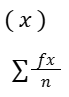 ( x )
∑ fx/n